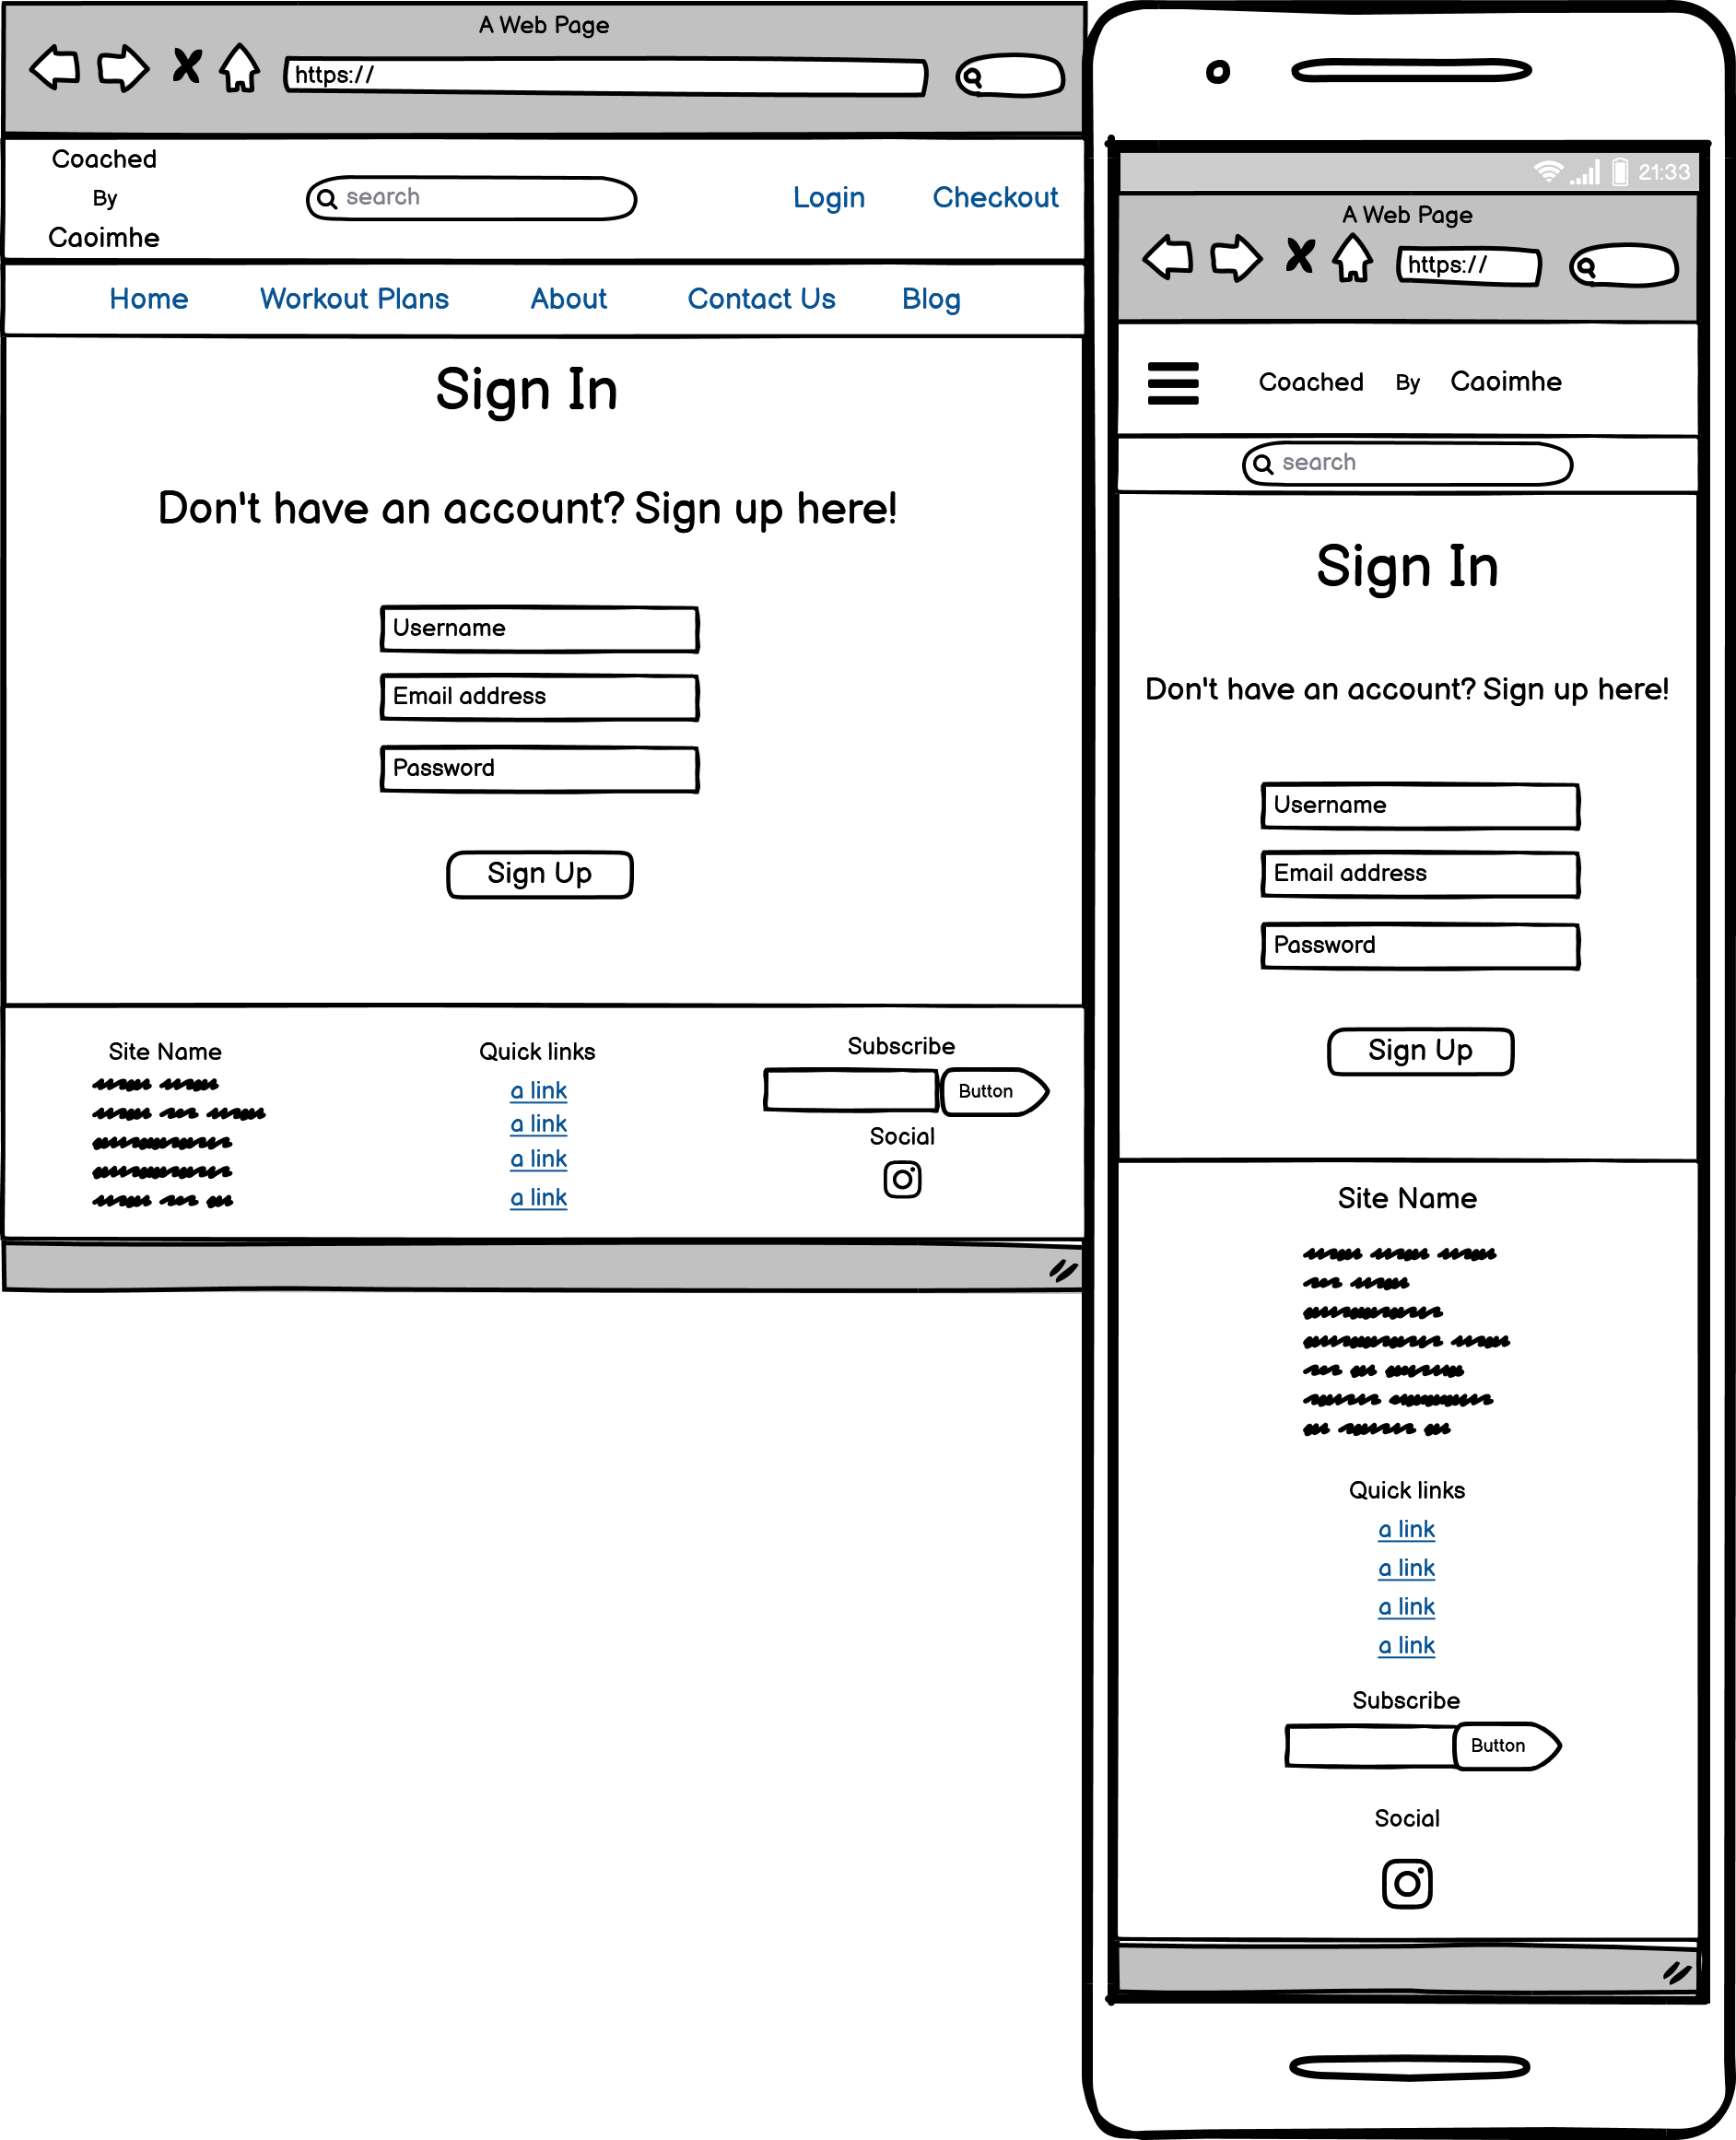 A Web Page
https://
Coached
By
Caoimhe
search
Login Checkout
Home Workout Plans About Contact Us Blog
Sign In
Don't have an account? Sign up here!
Username
Email address
Password
Sign Up
Site Name
Quick links
a link
a link
a link
a link
Subscribe
Button
Social
21:33
A Web Page
https://
Coached By Caoimhe
search
Sign In
Don't have an account? Sign up here!
Username
Email address
Password
Sign Up
Site Name
Quick links
a link
a link
a link
a link
Subscribe
Button
Social